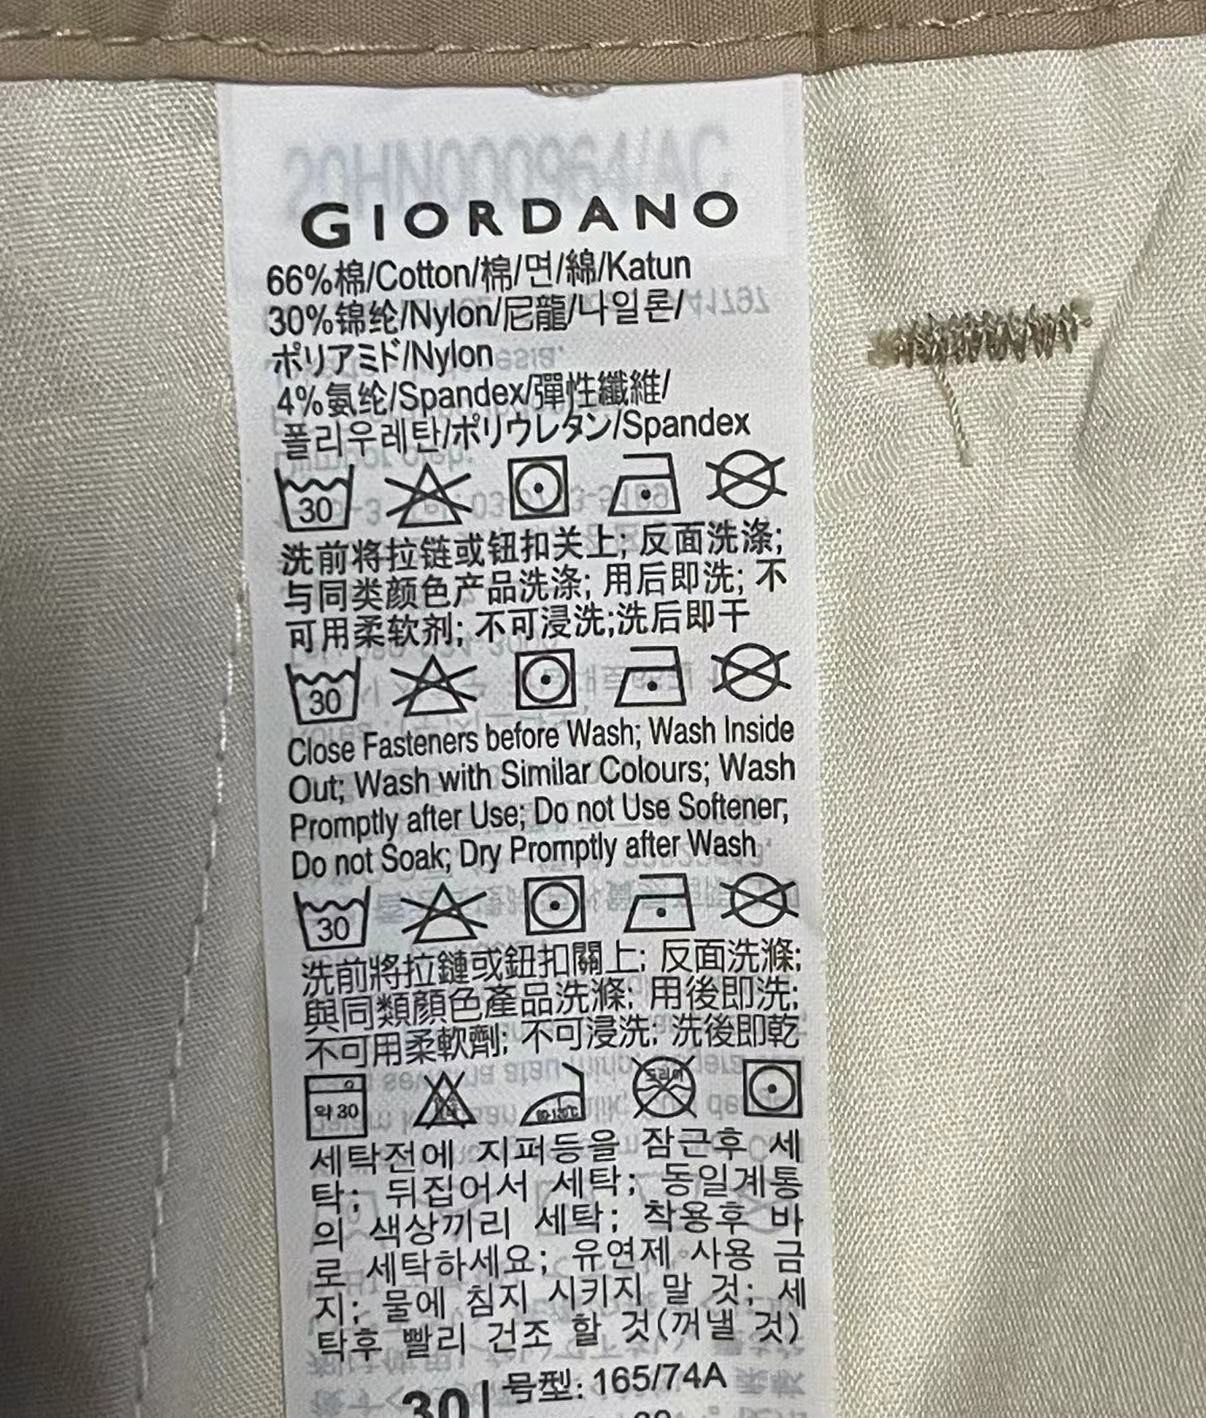 GIORDANO
66%棉/Cotton/棉/면/綿/Katun
30%锦纶/Nylon/尼龍/나일론/
ポリアミド/Nylon
4%氨纶/Spandex/彈性纖維/
폴리우레탄/ポリウレタン/Spandex
30
洗前将拉链或钮扣关上; 反面洗涤;
与同类颜色产品洗涤; 用后即洗; 不
可用柔软剂; 不可浸洗;洗后即干
30
Close Fasteners before Wash; Wash Inside
Out; Wash with Similar Colours; Wash
Promptly after Use; Do not Use Softener;
Do not Soak; Dry Promptly after Wash
30
洗前將拉鏈或鈕扣關上; 反面洗滌;
與同類顏色產品洗滌; 用後即洗;
不可用柔軟劑; 不可浸洗; 洗後即乾
약 30
세탁전에 지퍼등을 잠근후 세
탁; 뒤집어서 세탁; 동일계통
의 색상끼리 세탁; 착용후 바
로 세탁하세요; 유연제 사용 금
지; 물에 침지 시키지 말 것; 세
탁후 빨리 건조 할 것(꺼낼 것)
30 号型: 165/74A